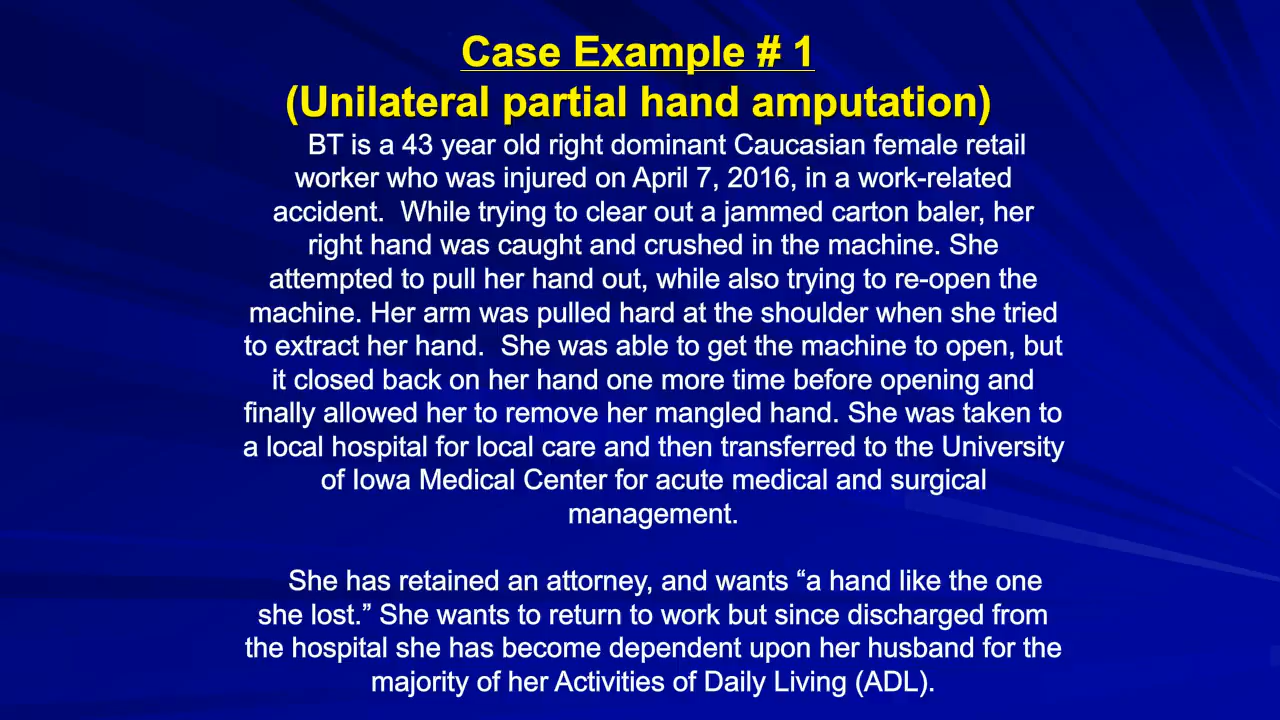 Case Example # 1
(Unilateral partial hand amputation)
BT is a 43 year old right dominant Caucasian female retail
worker who was injured on April 7, 2016, in a work-related
accident.  While trying to clear out a jammed carton baler, her
right hand was caught and crushed in the machine. She
attempted to pull her hand out, while also trying to re-open the
machine. Her arm was pulled hard at the shoulder when she tried
to extract her hand.  She was able to get the machine to open, but
it closed back on her hand one more time before opening and
finally allowed her to remove her mangled hand. She was taken to
a local hospital for local care and then transferred to the University
of Iowa Medical Center for acute medical and surgical
management.
She has retained an attorney, and wants “a hand like the one
she lost.” She wants to return to work but since discharged from
the hospital she has become dependent upon her husband for the
majority of her Activities of Daily Living (ADL).